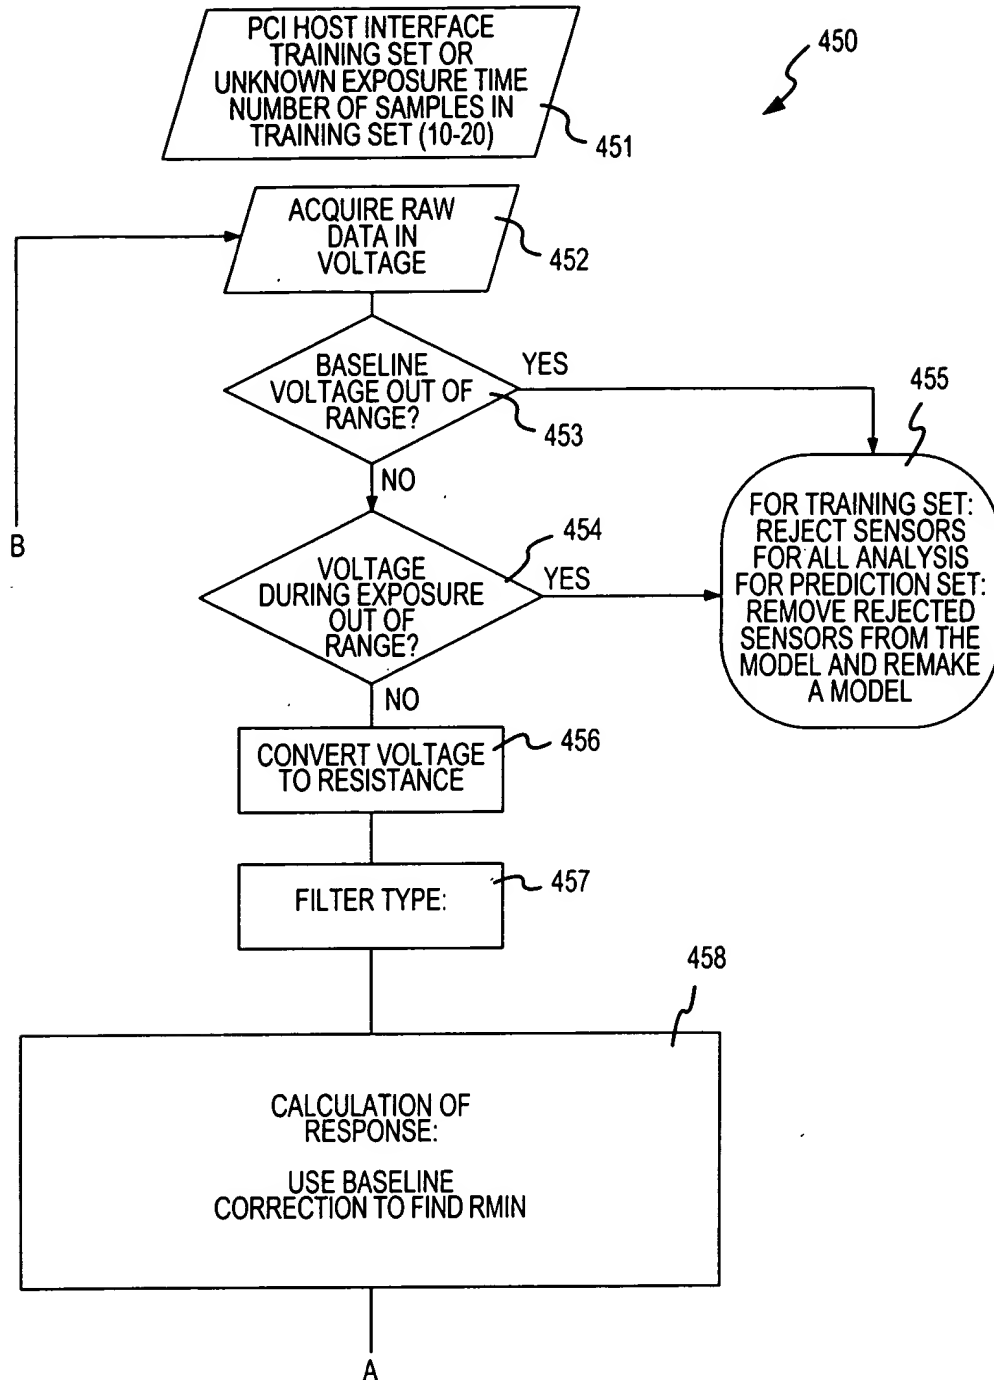 PCI HOST INTERFACE
TRAINING SET OR
UNKNOWN EXPOSURE TIME
NUMBER OF SAMPLES IN
TRAINING SET (10-20)
451
450
ACQUIRE RAW
DATA IN
VOLTAGE
452
BASELINE
VOLTAGE OUT OF
RANGE?
453
YES
NO
455
B
VOLTAGE
DURING EXPOSURE
OUT OF
RANGE?
454
YES
NO
FOR TRAINING SET:
REJECT SENSORS
FOR ALL ANALYSIS
FOR PREDICTION SET:
REMOVE REJECTED
SENSORS FROM THE
MODEL AND REMAKE
A MODEL
CONVERT VOLTAGE
TO RESISTANCE
456
FILTER TYPE:
457
458
CALCULATION OF
RESPONSE:
USE BASELINE
CORRECTION TO FIND RMIN
A